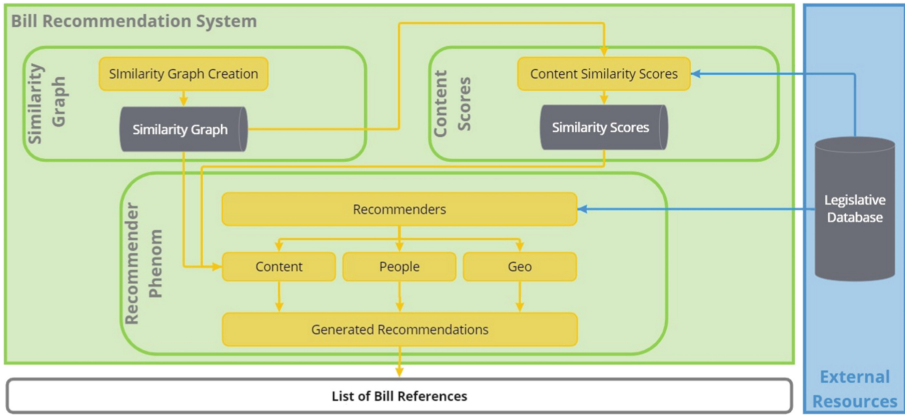 Bill Recommendation System
Similarity
Graph
SImilarity Graph Creation
Similarity Graph
Content
Scores
Content Similarity Scores
Similarity Scores
Legislative
Database
Recommender
Phenom
Recommenders
Content
People
Geo
Generated Recommendations
External
Resources
List of Bill References